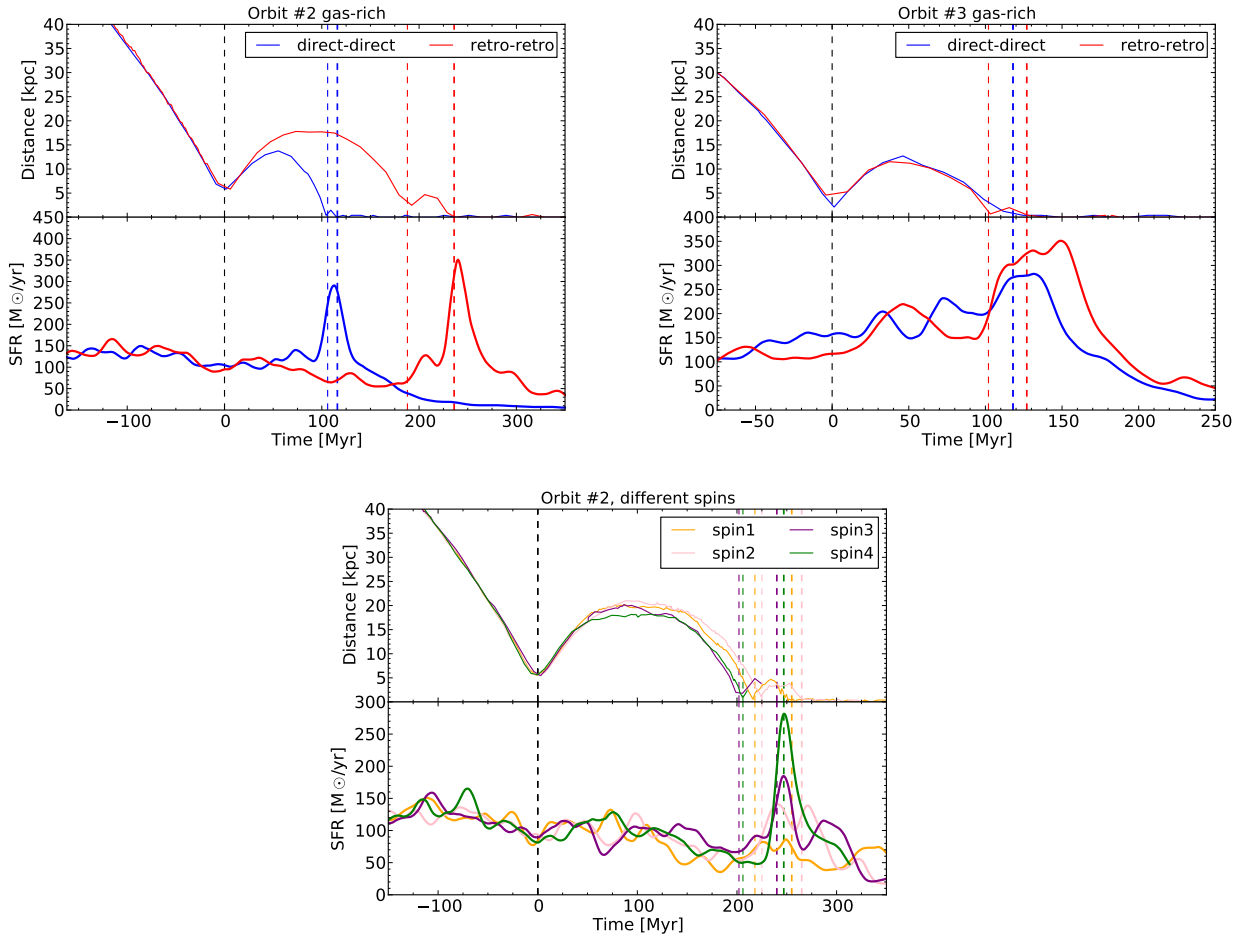 Orbit #2 gas-rich
direct-direct retro-retro
Distance [kpc]
40
35
30
25
20
15
10
5
450
SFR [M⊙/yr]
400
350
300
250
200
150
100
50
0
−100 0 100 200 300
Time [Myr]
Orbit #3 gas-rich
direct-direct retro-retro
Distance [kpc]
40
35
30
25
20
15
10
5
400
SFR [M⊙/yr]
350
300
250
200
150
100
50
0
−50 0 50 100 150 200 250
Time [Myr]
Orbit #2, different spins
spin1 spin3
spin2 spin4
Distance [kpc]
40
35
30
25
20
15
10
5
300
SFR [M⊙/yr]
250
200
150
100
50
0
−100 0 100 200 300
Time [Myr]